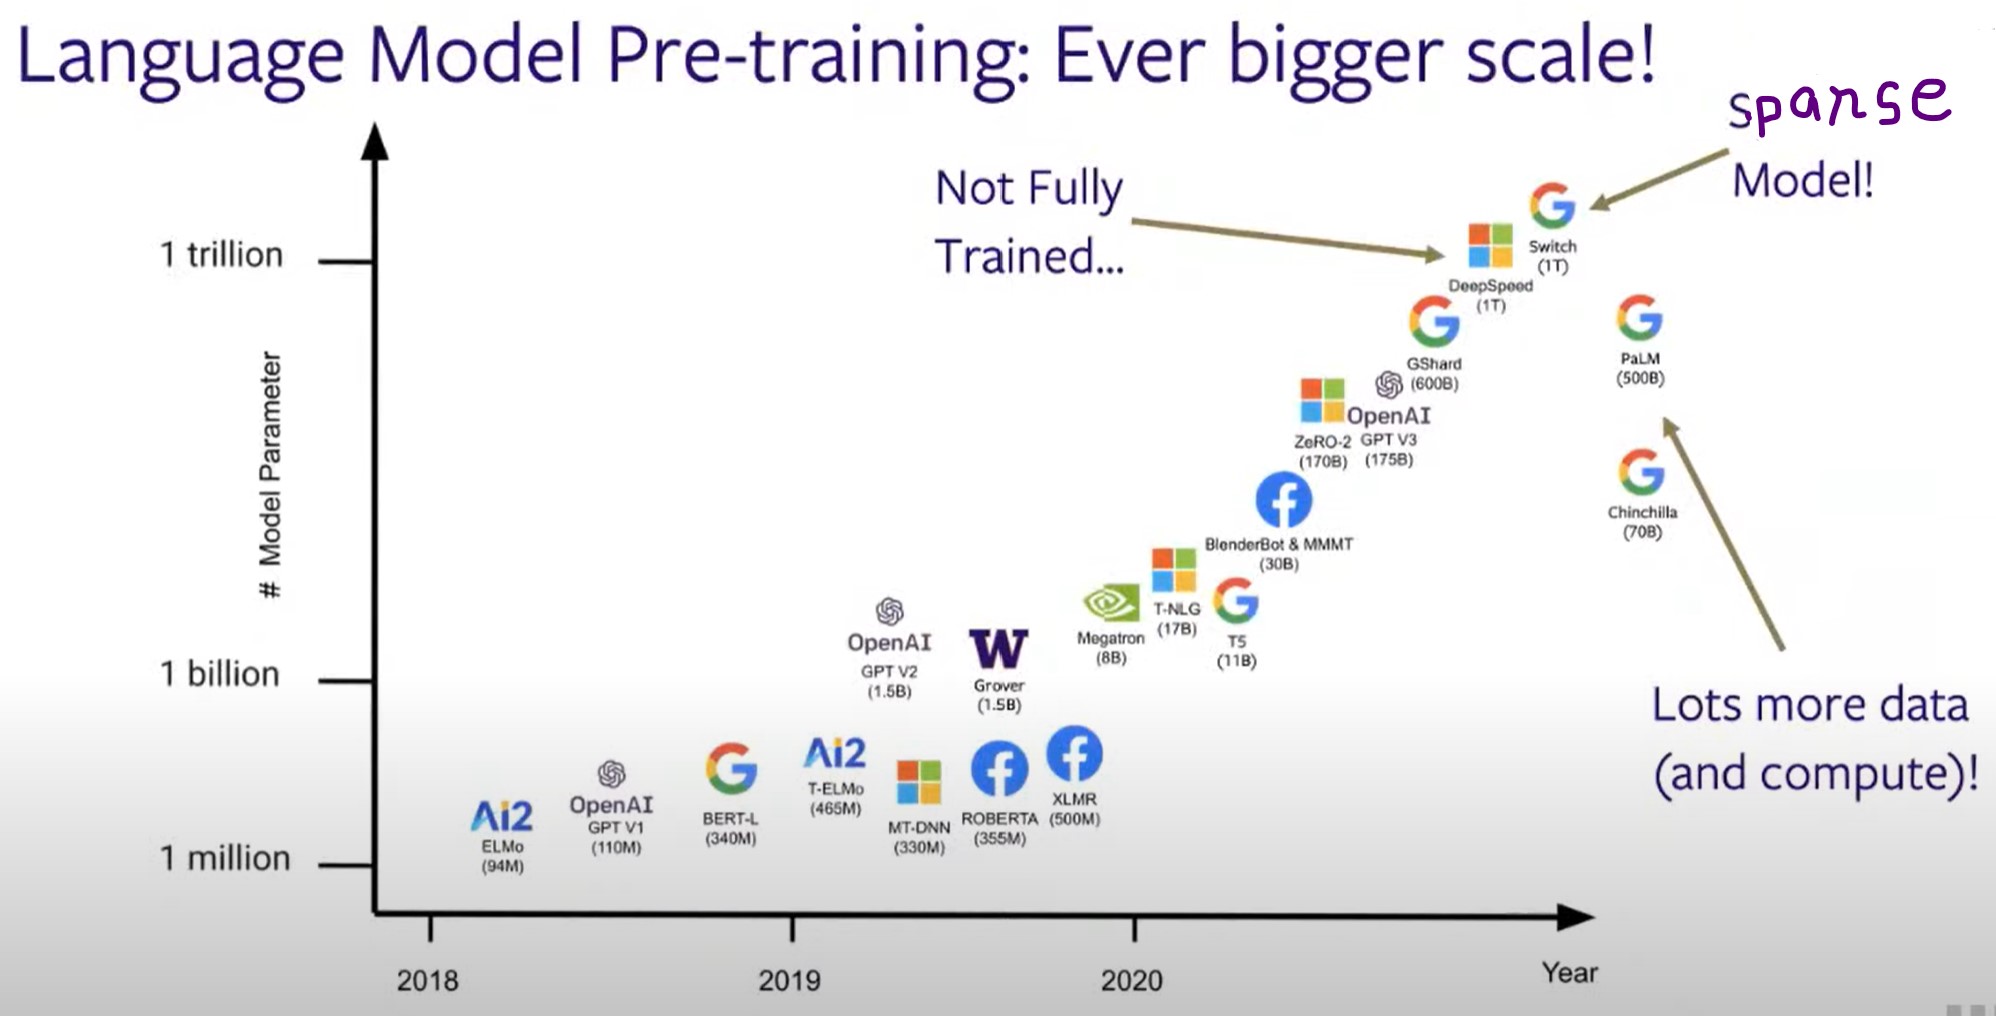 Language Model Pre-training: Ever bigger scale!
Sparse
Model!
Not Fully
Trained...
1 trillion
1 billion
1 million
# Model Parameter
Switch
(1T)
DeepSpeed
(1T)
GShard
(600B)
PaLM
(500B)
OpenAI
GPT V3
(175B)
ZeRO-2
(170B)
Chinchilla
(70B)
BlenderBot & MMMT
(30B)
T-NLG
(17B)
T5
(11B)
Megatron
(8B)
OpenAI
GPT V2
(1.5B)
W
Grover
(1.5B)
Ai2
T-ELMo
(465M)
XLMR
(500M)
ROBERTA
(355M)
MT-DNN
(330M)
BERT-L
(340M)
OpenAI
GPT V1
(110M)
Ai2
ELMo
(94M)
Lots more data
(and compute)!
2018
2019
2020
Year